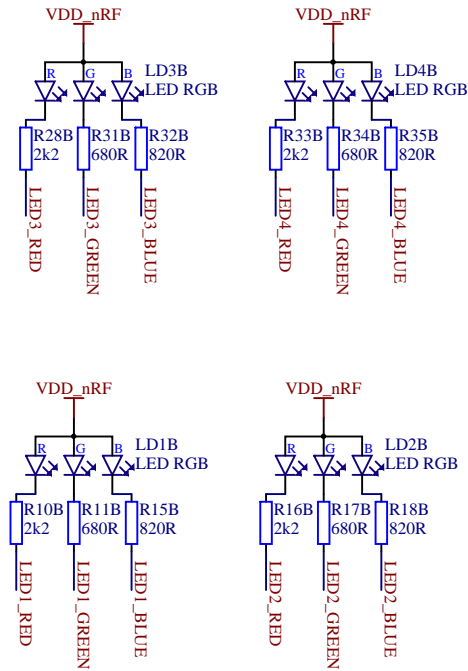 VDD_nRF
R
G
B
LD3B
LED RGB
R28B
2k2
R31B
680R
R32B
820R
LED3_RED
LED3_GREEN
LED3_BLUE
VDD_nRF
R
G
B
LD4B
LED RGB
R33B
2k2
R34B
680R
R35B
820R
LED4_RED
LED4_GREEN
LED4_BLUE
VDD_nRF
R
G
B
LD1B
LED RGB
R10B
2k2
R11B
680R
R15B
820R
LED1_RED
LED1_GREEN
LED1_BLUE
VDD_nRF
R
G
B
LD2B
LED RGB
R16B
2k2
R17B
680R
R18B
820R
LED2_RED
LED2_GREEN
LED2_BLUE